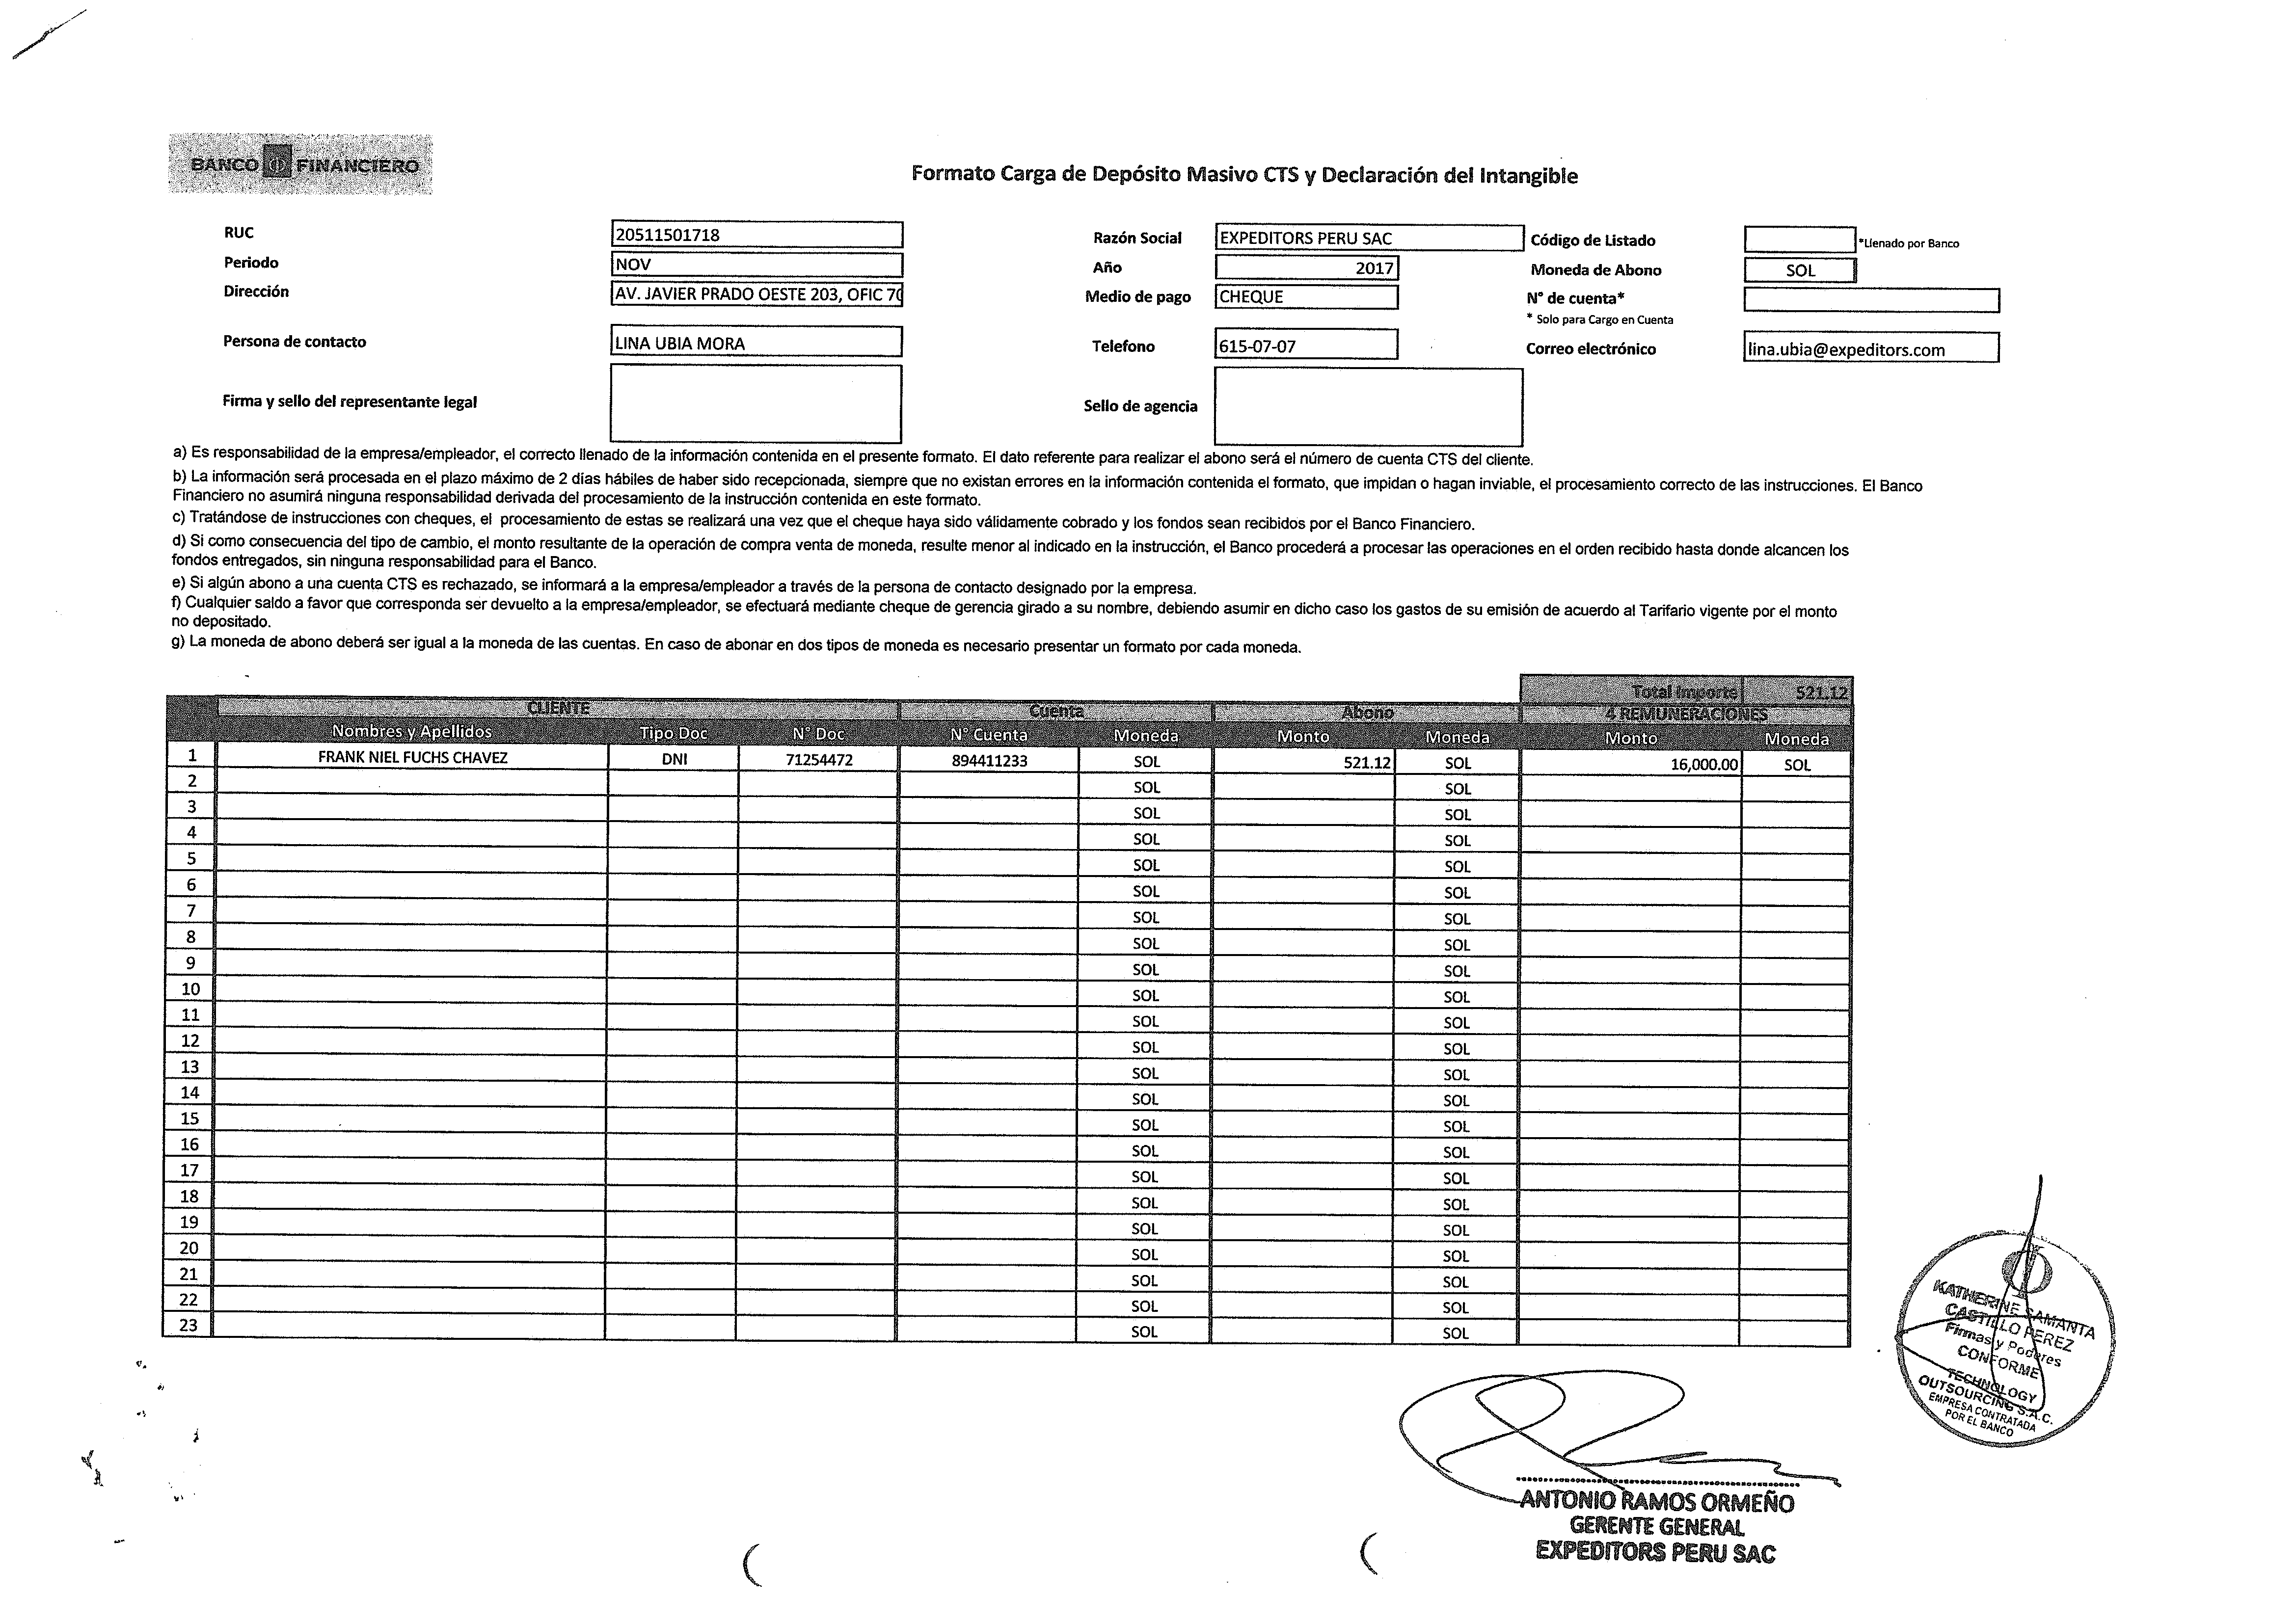 BANCO FINANCIERO
Formato Carga de Depósito Masivo CTS y Declaración del Intangible
RUC 20511501718 Razón Social EXPEDITORS PERU SAC Código de Listado *Llenado por Banco
Periodo NOV Año 2017 Moneda de Abono SOL
Dirección AV. JAVIER PRADO OESTE 203, OFIC 70 Medio de pago CHEQUE N° de cuenta*
* Solo para Cargo en Cuenta
Persona de contacto LINA UBIA MORA Telefono 615-07-07 Correo electrónico lina.ubia@expeditors.com
Firma y sello del representante legal Sello de agencia
a) Es responsabilidad de la empresa/empleador, el correcto llenado de la información contenida en el presente formato. El dato referente para realizar el abono será el número de cuenta CTS del cliente.
b) La información será procesada en el plazo máximo de 2 días hábiles de haber sido recepcionada, siempre que no existan errores en la información contenida el formato, que impidan o hagan inviable, el procesamiento correcto de las instrucciones. El Banco
Financiero no asumirá ninguna responsabilidad derivada del procesamiento de la instrucción contenida en este formato.
c) Tratándose de instrucciones con cheques, el procesamiento de estas se realizará una vez que el cheque haya sido válidamente cobrado y los fondos sean recibidos por el Banco Financiero.
d) Si como consecuencia del tipo de cambio, el monto resultante de la operación de compra venta de moneda, resulte menor al indicado en la instrucción, el Banco procederá a procesar las operaciones en el orden recibido hasta donde alcancen los
fondos entregados, sin ninguna responsabilidad para el Banco.
e) Si algún abono a una cuenta CTS es rechazado, se informará a la empresa/empleador a través de la persona de contacto designado por la empresa.
f) Cualquier saldo a favor que corresponda ser devuelto a la empresa/empleador, se efectuará mediante cheque de gerencia girado a su nombre, debiendo asumir en dicho caso los gastos de su emisión de acuerdo al Tarifario vigente por el monto
no depositado.
g) La moneda de abono deberá ser igual a la moneda de las cuentas. En caso de abonar en dos tipos de moneda es necesario presentar un formato por cada moneda.
Total Importe 521.12
CLIENTE Cuenta Abono 4 REMUNERACIONES
Nombres y Apellidos Tipo Doc N° Doc N° Cuenta Moneda Monto Moneda Monto Moneda
1 FRANK NIEL FUCHS CHAVEZ DNI 71254472 894411233 SOL 521.12 SOL 16,000.00 SOL
2 SOL SOL
3 SOL SOL
4 SOL SOL
5 SOL SOL
6 SOL SOL
7 SOL SOL
8 SOL SOL
9 SOL SOL
10 SOL SOL
11 SOL SOL
12 SOL SOL
13 SOL SOL
14 SOL SOL
15 SOL SOL
16 SOL SOL
17 SOL SOL
18 SOL SOL
19 SOL SOL
20 SOL SOL
21 SOL SOL
22 SOL SOL
23 SOL SOL
KATHERINE SAMANTA
CASTILLO PEREZ
Firmas y Poderes
CONFORME
TECHNOLOGY
OUTSOURCING S.A.C.
EMPRESA CONTRATADA
POR EL BANCO
ANTONIO RAMOS ORMEÑO
GERENTE GENERAL
EXPEDITORS PERU SAC